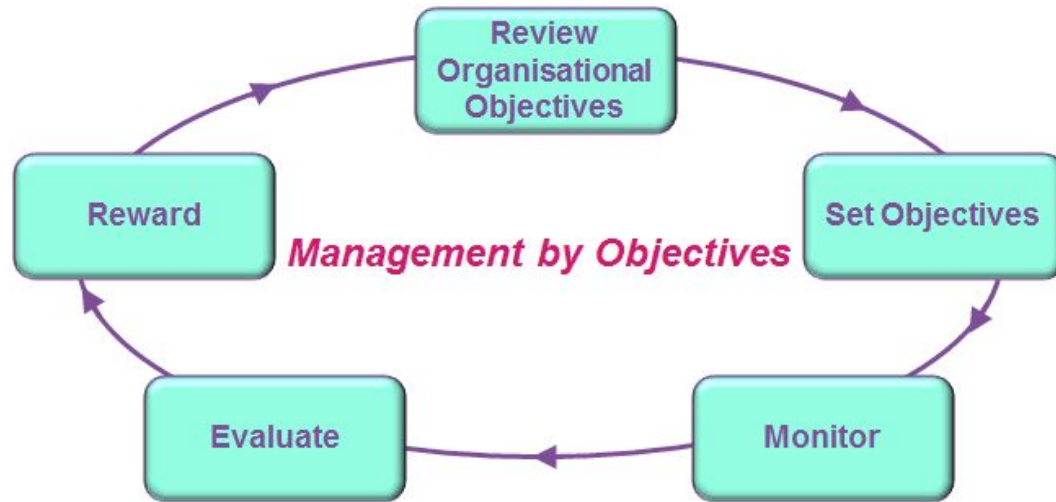 Review
Organisational
Objectives
Set Objectives
Monitor
Evaluate
Reward
Management by Objectives